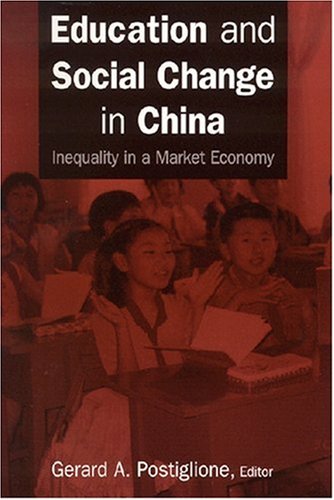 Education and
Social Change
in China
Inequality in a Market Economy
Gerard A. Postiglione, Editor